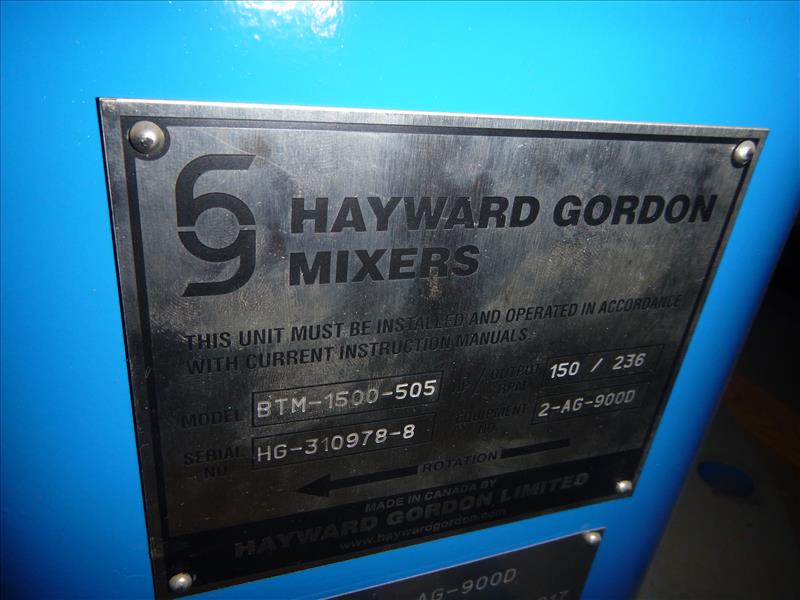 HAYWARD GORDON
MIXERS
THIS UNIT MUST BE INSTALLED AND OPERATED IN ACCORDANCE
WITH CURRENT INSTRUCTION MANUALS.
MODEL BTM-1500-505 / OUTPUT RPM 150 / 236
SERIAL NO. HG-310978-8 EQUIPMENT NO. 2-AG-900D
ROTATION
MADE IN CANADA BY
HAYWARD GORDON LIMITED
www.haywardgordon.com
AG-900D